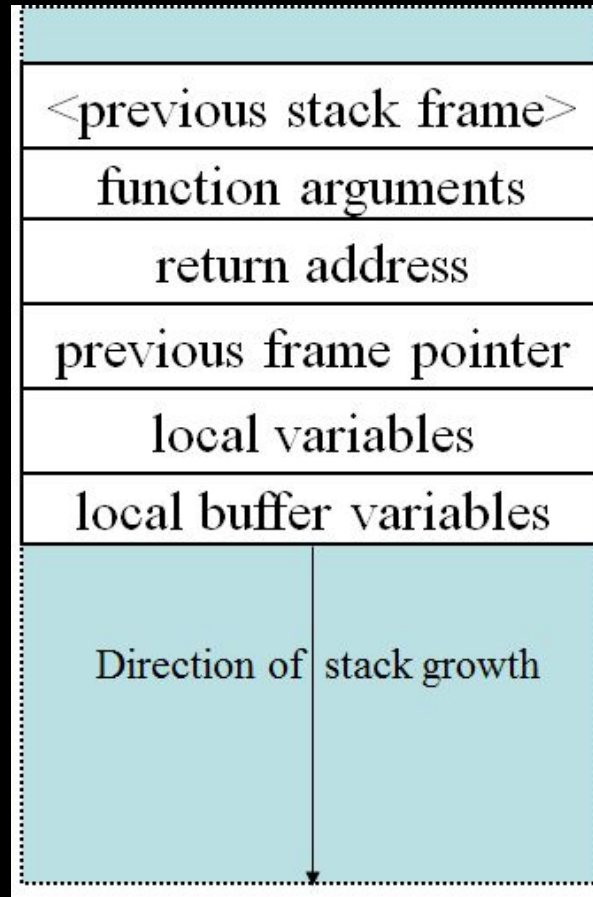 <previous stack frame>
function arguments
return address
previous frame pointer
local variables
local buffer variables
Direction of stack growth